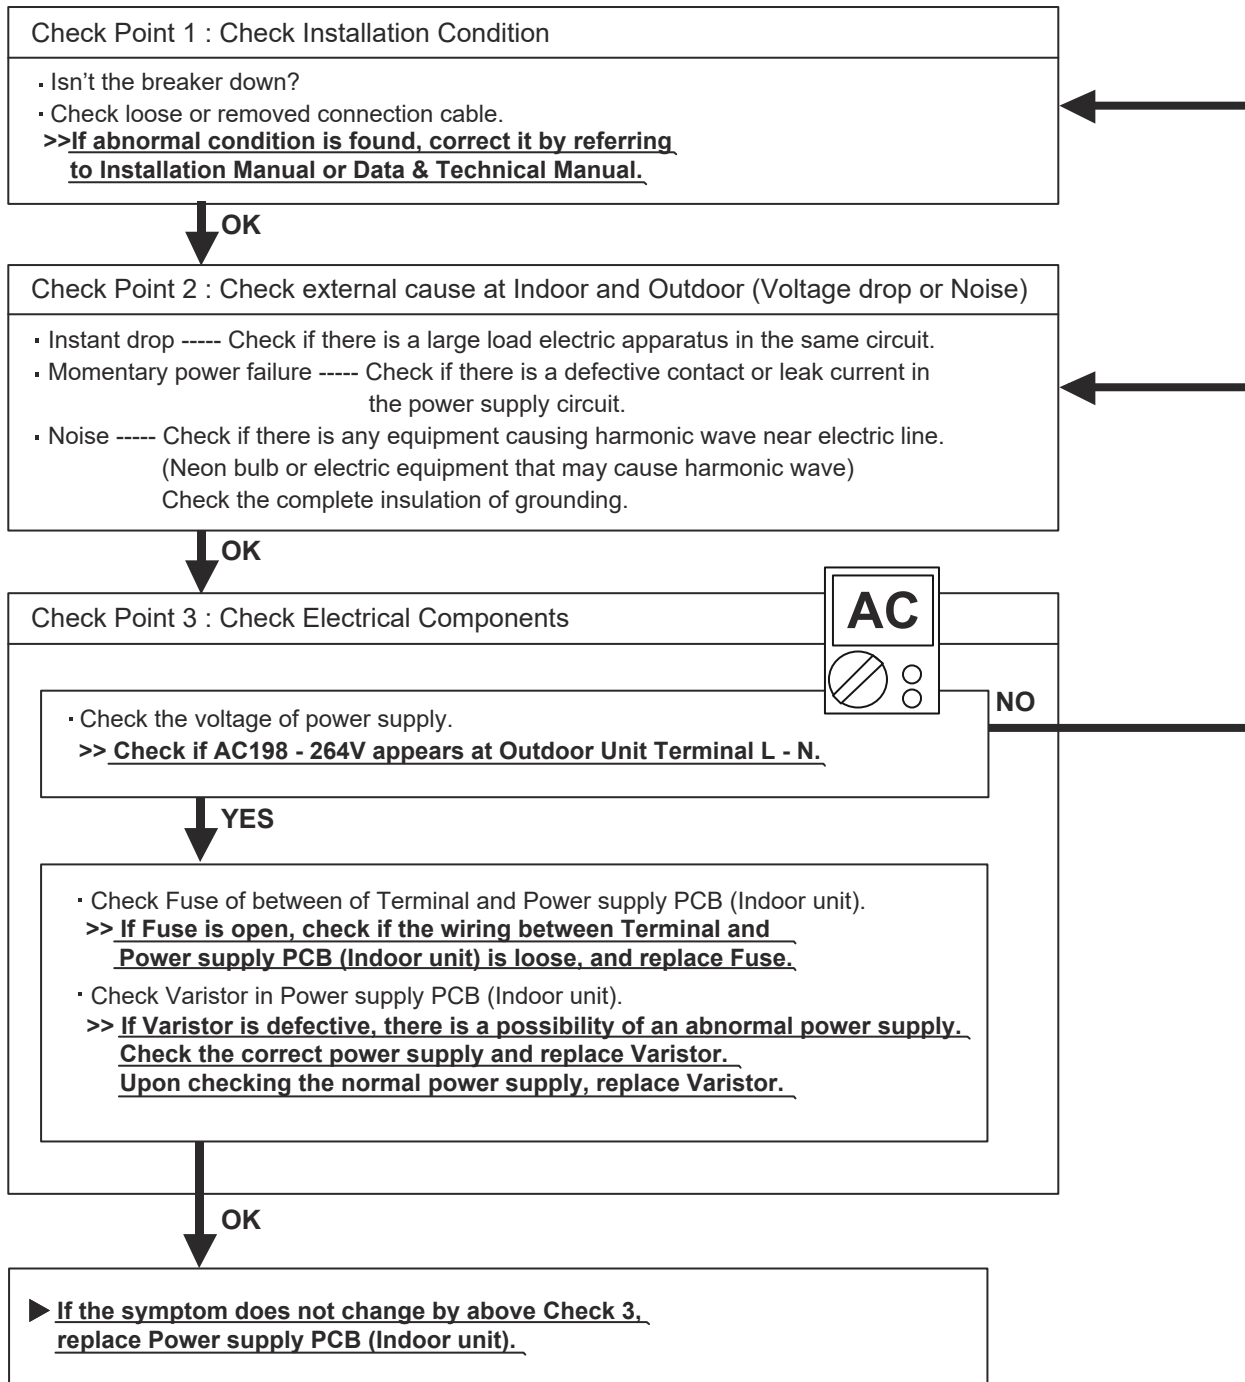 Check Point 1 : Check Installation Condition
· Isn’t the breaker down?
· Check loose or removed connection cable.
>>If abnormal condition is found, correct it by referring
to Installation Manual or Data & Technical Manual.
OK
Check Point 2 : Check external cause at Indoor and Outdoor (Voltage drop or Noise)
· Instant drop ----- Check if there is a large load electric apparatus in the same circuit.
· Momentary power failure ----- Check if there is a defective contact or leak current in
the power supply circuit.
· Noise ----- Check if there is any equipment causing harmonic wave near electric line.
(Neon bulb or electric equipment that may cause harmonic wave)
Check the complete insulation of grounding.
OK
Check Point 3 : Check Electrical Components
AC
· Check the voltage of power supply.
>> Check if AC198 - 264V appears at Outdoor Unit Terminal L - N.
NO
YES
· Check Fuse of between of Terminal and Power supply PCB (Indoor unit).
>> If Fuse is open, check if the wiring between Terminal and
Power supply PCB (Indoor unit) is loose, and replace Fuse.
· Check Varistor in Power supply PCB (Indoor unit).
>> If Varistor is defective, there is a possibility of an abnormal power supply.
Check the correct power supply and replace Varistor.
Upon checking the normal power supply, replace Varistor.
OK
▶ If the symptom does not change by above Check 3,
replace Power supply PCB (Indoor unit).